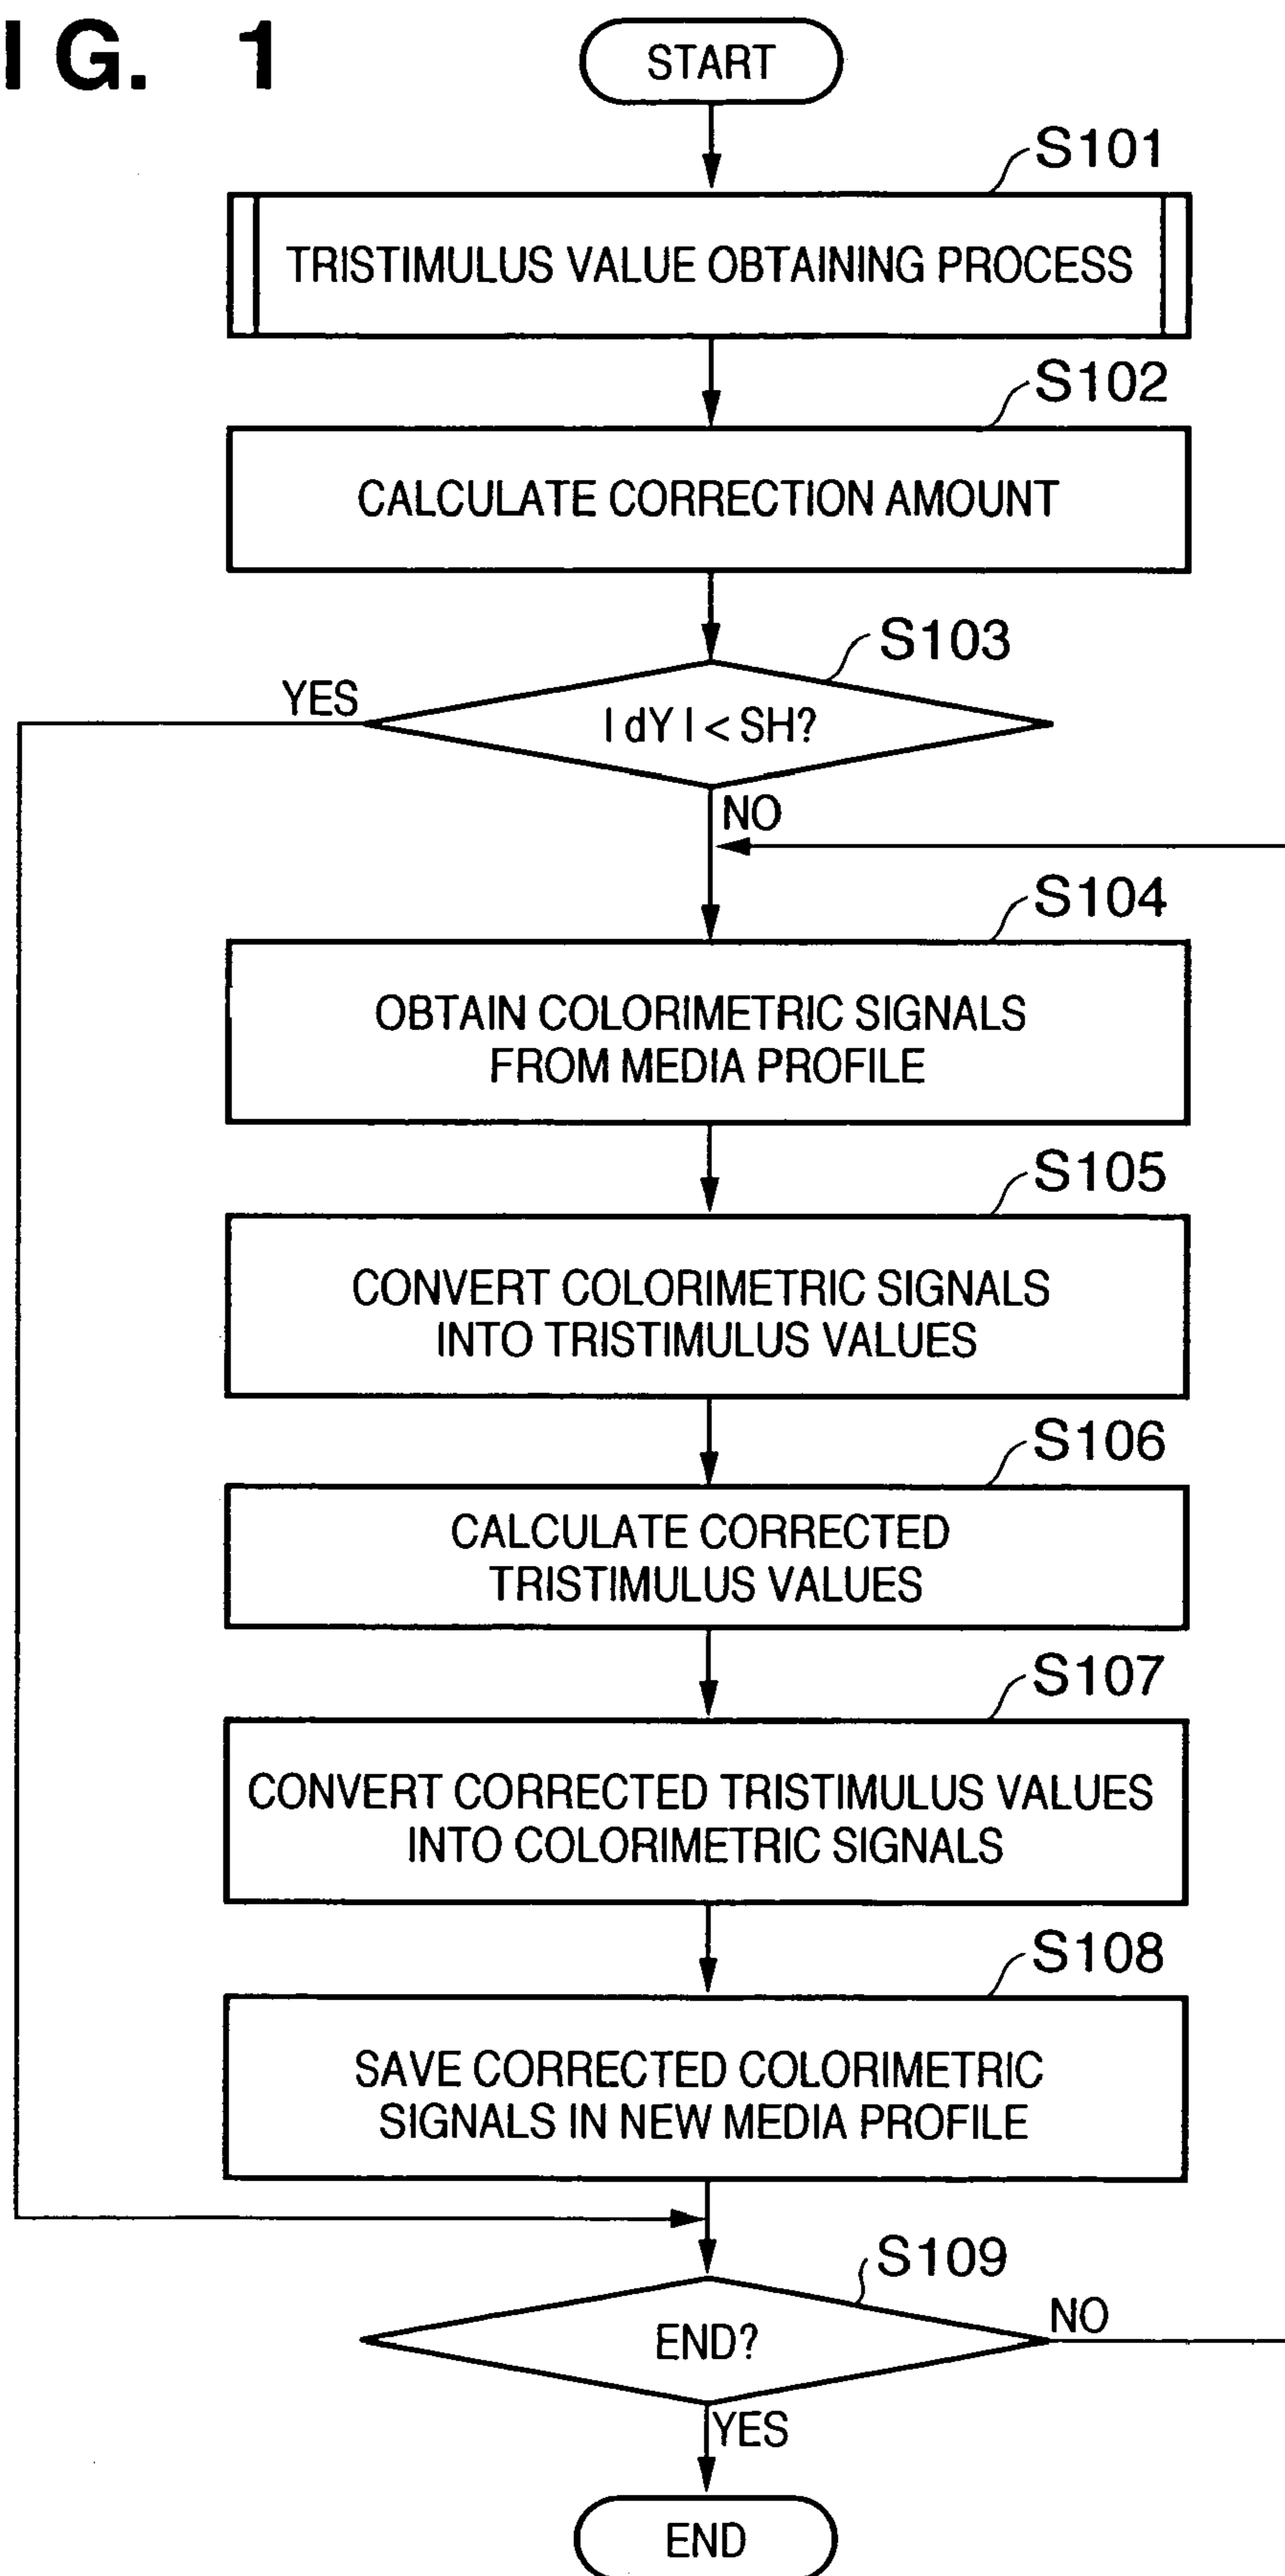 IG. 1
START
S101
TRISTIMULUS VALUE OBTAINING PROCESS
S102
CALCULATE CORRECTION AMOUNT
S103
YES
| dY | < SH?
NO
S104
OBTAIN COLORIMETRIC SIGNALS
FROM MEDIA PROFILE
S105
CONVERT COLORIMETRIC SIGNALS
INTO TRISTIMULUS VALUES
S106
CALCULATE CORRECTED
TRISTIMULUS VALUES
S107
CONVERT CORRECTED TRISTIMULUS VALUES
INTO COLORIMETRIC SIGNALS
S108
SAVE CORRECTED COLORIMETRIC
SIGNALS IN NEW MEDIA PROFILE
S109
END?
NO
YES
END